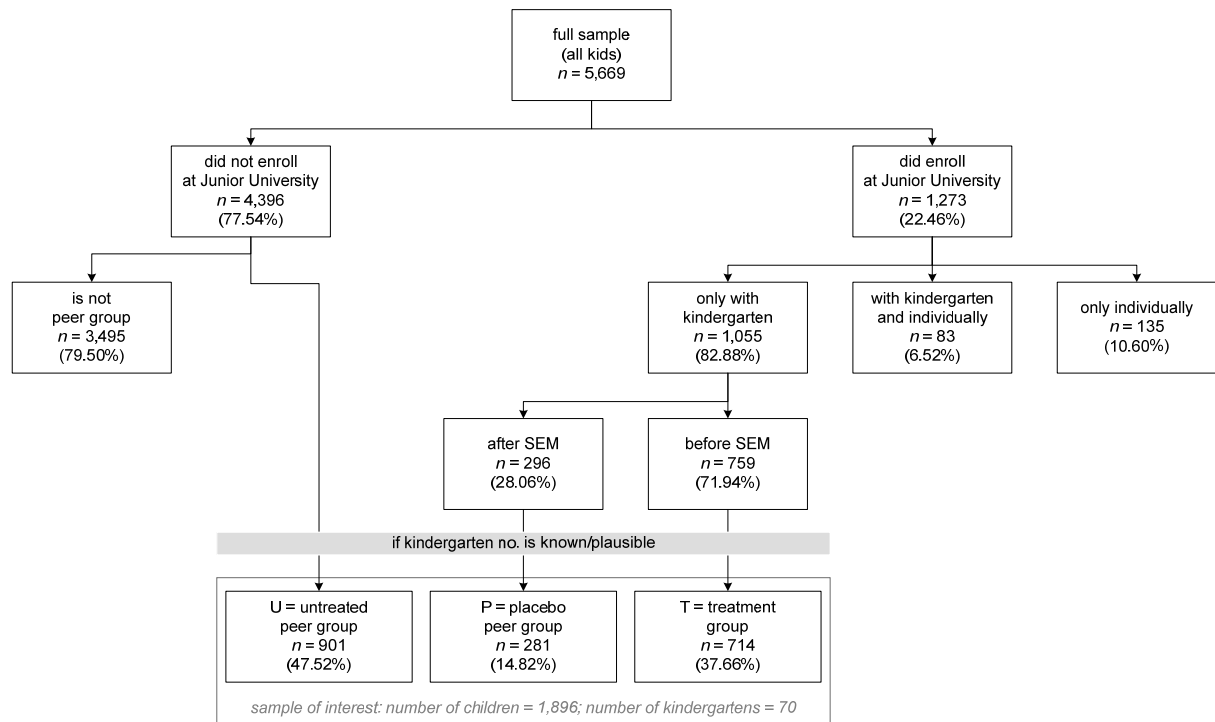 full sample
(all kids)
n = 5,669
did not enroll
at Junior University
n = 4,396
(77.54%)
did enroll
at Junior University
n = 1,273
(22.46%)
is not
peer group
n = 3,495
(79.50%)
only with
kindergarten
n = 1,055
(82.88%)
with kindergarten
and individually
n = 83
(6.52%)
only individually
n = 135
(10.60%)
after SEM
n = 296
(28.06%)
before SEM
n = 759
(71.94%)
if kindergarten no. is known/plausible
U = untreated
peer group
n = 901
(47.52%)
P = placebo
peer group
n = 281
(14.82%)
T = treatment
group
n = 714
(37.66%)
sample of interest: number of children = 1,896; number of kindergartens = 70